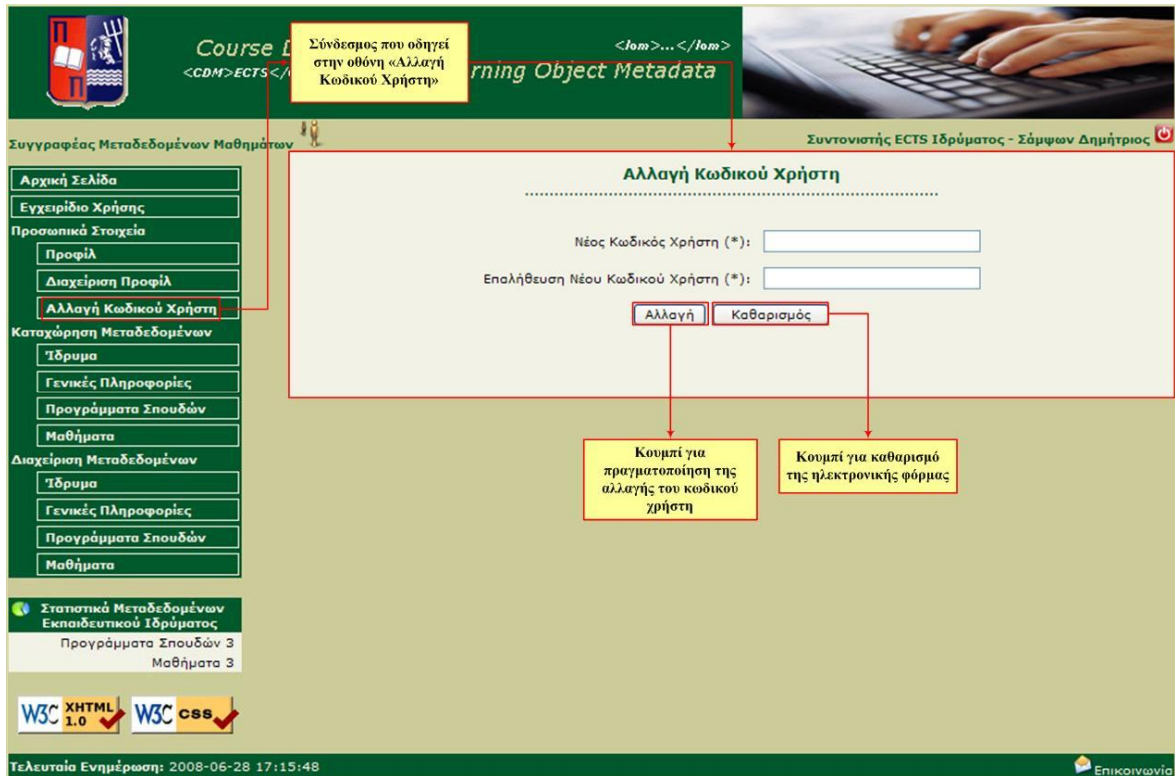 Course D
<lom>...</lom>
<CDM>ECTS</
rning Object Metadata
Σύνδεσμος που οδηγεί
στην οθόνη «Αλλαγή
Κωδικού Χρήστη»
Συγγραφέας Μεταδεδομένων Μαθημάτων
Συντονιστής ECTS Ιδρύματος - Σάμψων Δημήτριος
Αρχική Σελίδα
Εγχειρίδιο Χρήσης
Προσωπικά Στοιχεία
Προφίλ
Διαχείριση Προφίλ
Αλλαγή Κωδικού Χρήστη
Καταχώρηση Μεταδεδομένων
Ίδρυμα
Γενικές Πληροφορίες
Προγράμματα Σπουδών
Μαθήματα
Διαχείριση Μεταδεδομένων
Ίδρυμα
Γενικές Πληροφορίες
Προγράμματα Σπουδών
Μαθήματα
Στατιστικά Μεταδεδομένων
Εκπαιδευτικού Ιδρύματος
Προγράμματα Σπουδών 3
Μαθήματα 3
W3C XHTML 1.0
W3C css
Αλλαγή Κωδικού Χρήστη
Νέος Κωδικός Χρήστη (*):
Επαλήθευση Νέου Κωδικού Χρήστη (*):
Αλλαγή Καθαρισμός
Κουμπί για
πραγματοποίηση της
αλλαγής του κωδικού
χρήστη
Κουμπί για καθαρισμό
της ηλεκτρονικής φόρμας
Τελευταία Ενημέρωση: 2008-06-28 17:15:48
Επικοινωνία